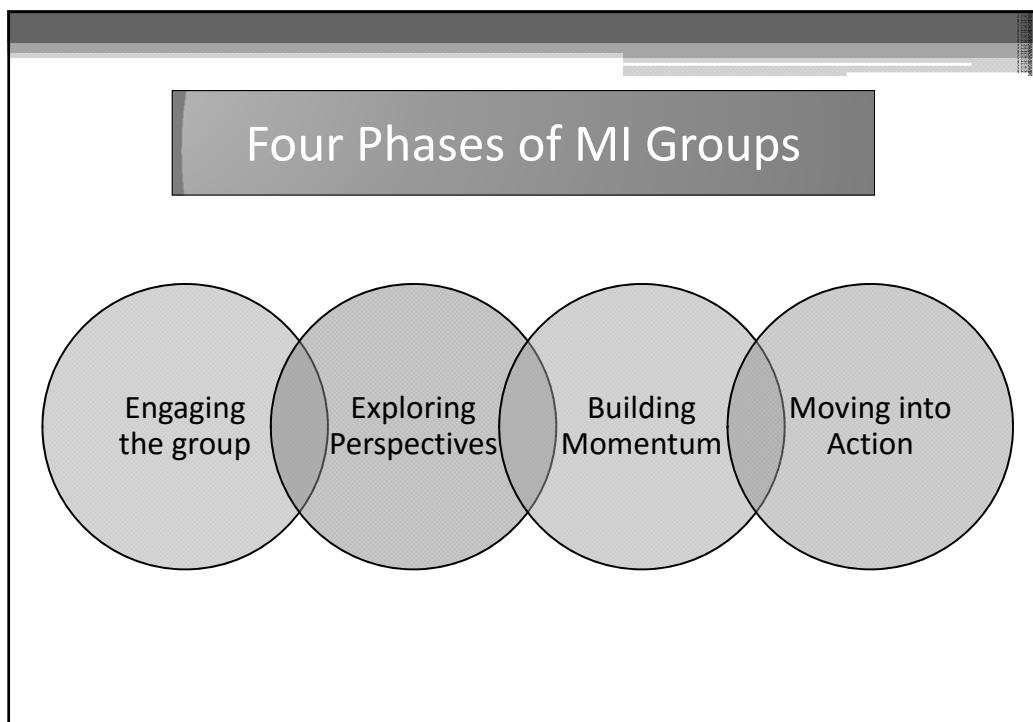 Four Phases of MI Groups
Engaging
the group
Exploring
Perspectives
Building
Momentum
Moving into
Action